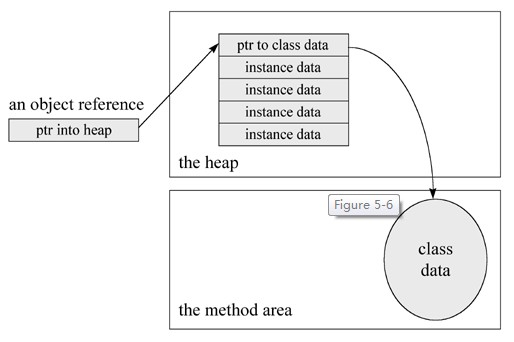 ptr to class data
instance data
instance data
instance data
instance data
an object reference
ptr into heap
the heap
Figure 5-6
class
data
the method area